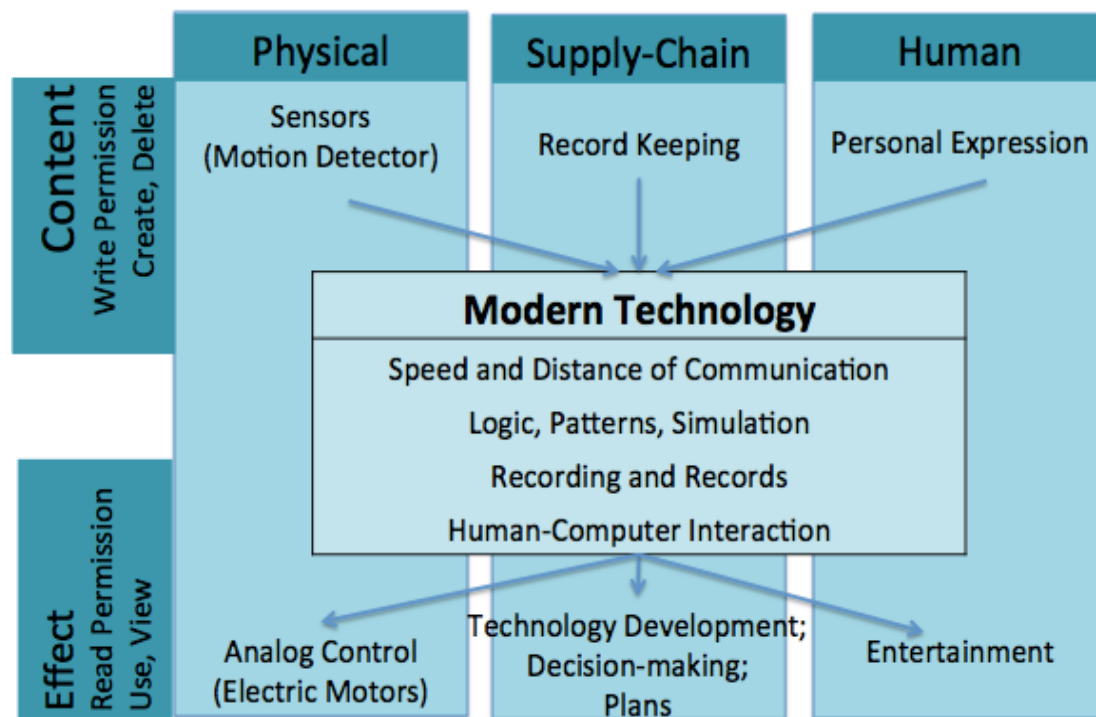 Physical
Supply-Chain
Human
Content
Write Permission
Create, Delete
Sensors
(Motion Detector)
Record Keeping
Personal Expression
Modern Technology
Speed and Distance of Communication
Logic, Patterns, Simulation
Recording and Records
Human-Computer Interaction
Effect
Read Permission
Use, View
Analog Control
(Electric Motors)
Technology Development;
Decision-making;
Plans
Entertainment